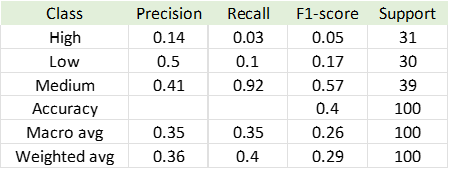 Class Precision Recall F1-score Support
High 0.14 0.03 0.05 31
Low 0.5 0.1 0.17 30
Medium 0.41 0.92 0.57 39
Accuracy 0.4 100
Macro avg 0.35 0.35 0.26 100
Weighted avg 0.36 0.4 0.29 100